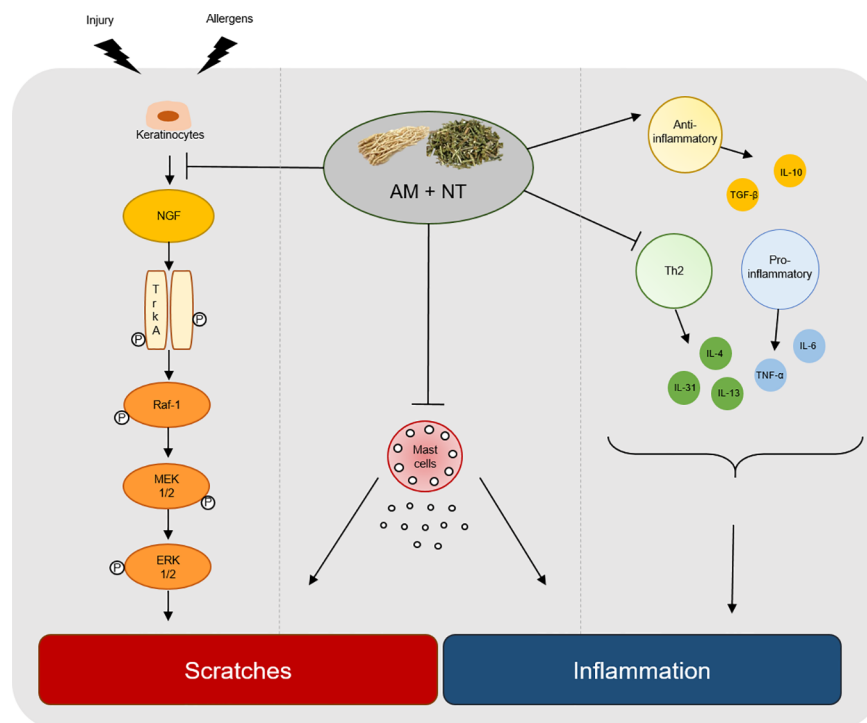 Injury
Allergens
Keratinocytes
NGF
T
r
k
A
P
P
Raf-1
P
MEK
1/2
P
ERK
1/2
P
AM + NT
Mast
cells
Anti-
inflammatory
IL-10
TGF-β
Th2
Pro-
inflammatory
IL-4
IL-31
IL-13
IL-6
TNF-α
Scratches
Inflammation